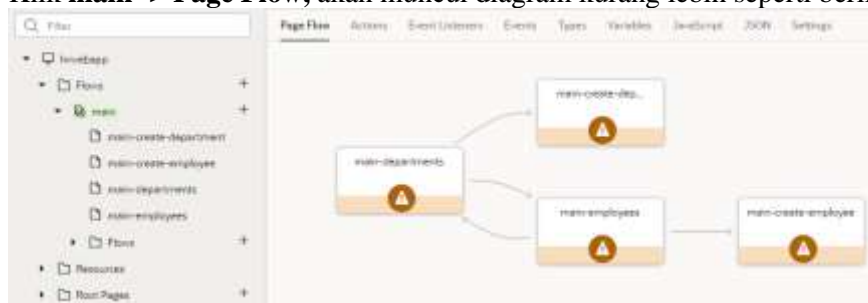 Klik main -> Page Flow, akan muncul diagram kurang lebih seperti
Filter
Page Flow Actions Event Listeners Events Types Variables JavaScript JSON Settings
hrwebapp
Flows
main
main-create-department
main-create-employee
main-departments
main-employees
Flows
Resources
Root Pages
main-create-dep...
main-departments
main-employees
main-create-employee